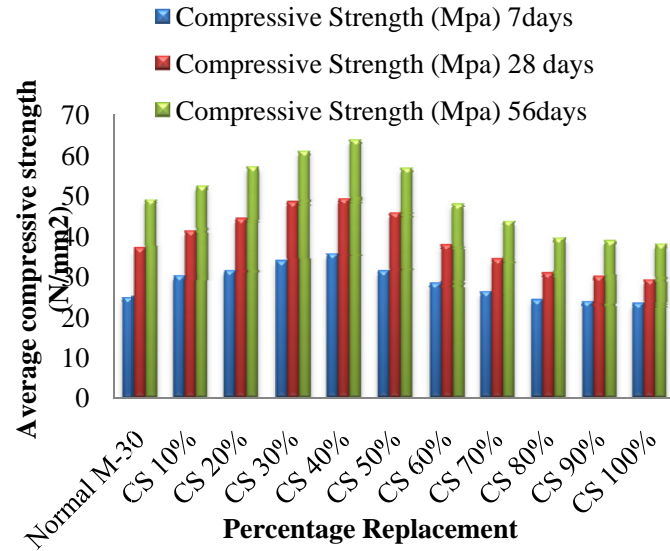 Compressive Strength (Mpa) 7days
Compressive Strength (Mpa) 28 days
Compressive Strength (Mpa) 56days
Average compressive strength
(N/mm2)
70
60
50
40
30
20
10
0
Normal M-30
CS 10%
CS 20%
CS 30%
CS 40%
CS 50%
CS 60%
CS 70%
CS 80%
CS 90%
CS 100%
Percentage Replacement